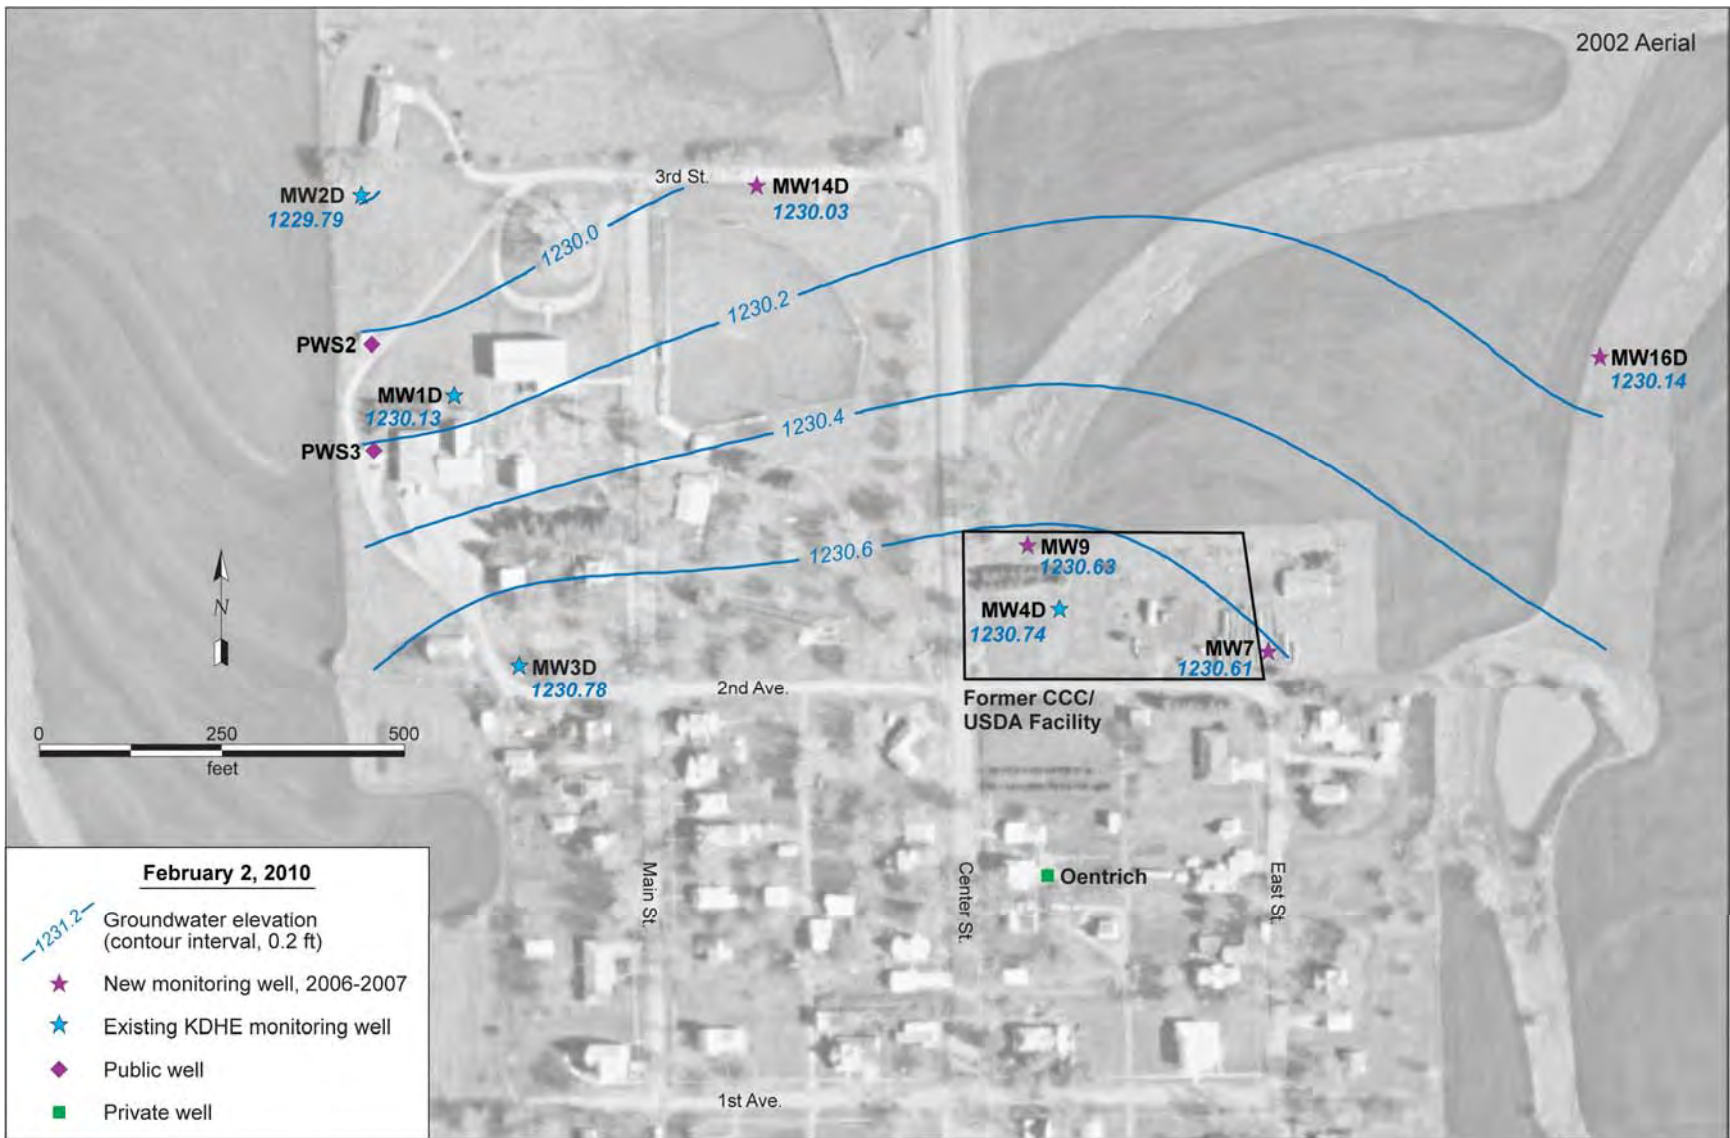 2002 Aerial
3rd St.
MW2D
1229.79
MW14D
1230.03
1230.0
1230.2
PWS2
MW16D
1230.14
MW1D
1230.13
1230.4
PWS3
1230.6
MW9
1230.63
N
MW4D
1230.74
MW7
1230.61
MW3D
1230.78
2nd Ave.
Former CCC/
USDA Facility
0 250 500
feet
Main St.
Center St.
East St.
Oentrich
1st Ave.
February 2, 2010
1231.2
Groundwater elevation
(contour interval, 0.2 ft)
New monitoring well, 2006-2007
Existing KDHE monitoring well
Public well
Private well